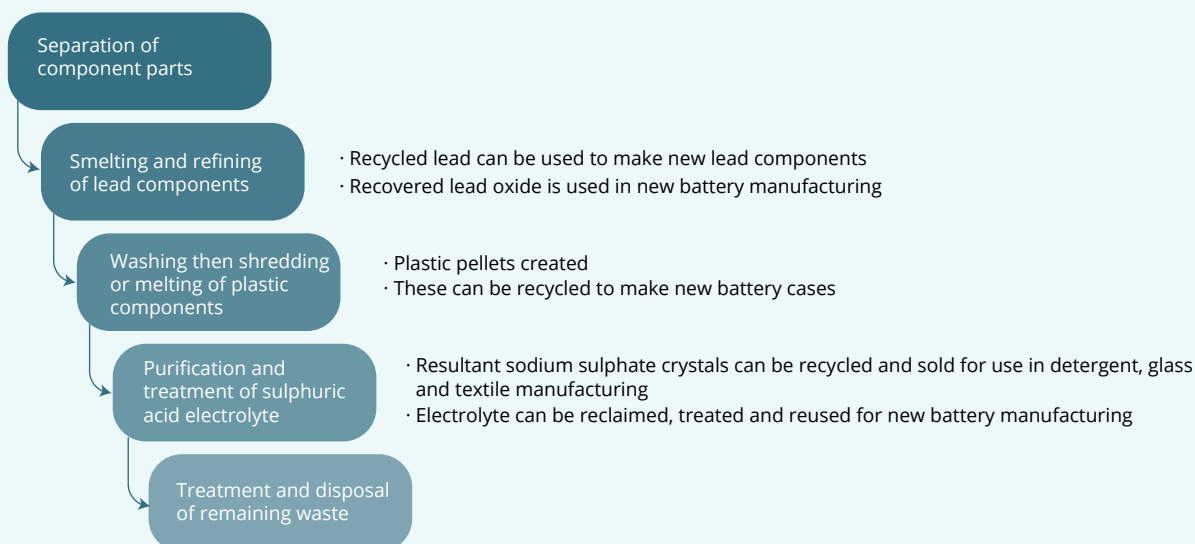 Separation of
component parts
Smelting and refining
of lead components
· Recycled lead can be used to make new lead components
· Recovered lead oxide is used in new battery manufacturing
Washing then shredding
or melting of plastic
components
· Plastic pellets created
· These can be recycled to make new battery cases
Purification and
treatment of sulphuric
acid electrolyte
· Resultant sodium sulphate crystals can be recycled and sold for use in detergent, glass
and textile manufacturing
· Electrolyte can be reclaimed, treated and reused for new battery manufacturing
Treatment and disposal
of remaining waste